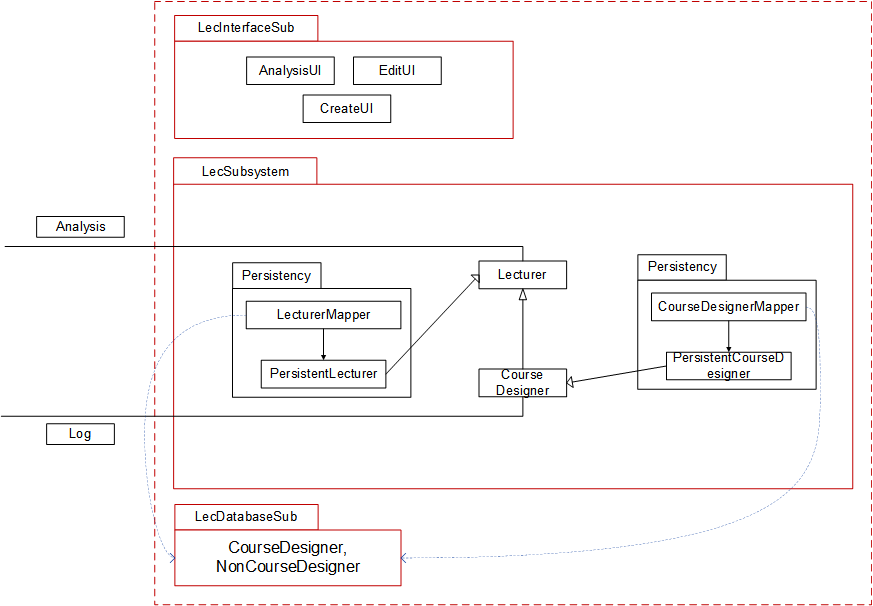 LecInterfaceSub
AnalysisUI
EditUI
CreateUI
LecSubsystem
Analysis
Persistency
LecturerMapper
PersistentLecturer
Lecturer
Course
Designer
Persistency
CourseDesignerMapper
PersistentCourseD
esigner
Log
LecDatabaseSub
CourseDesigner,
NonCourseDesigner